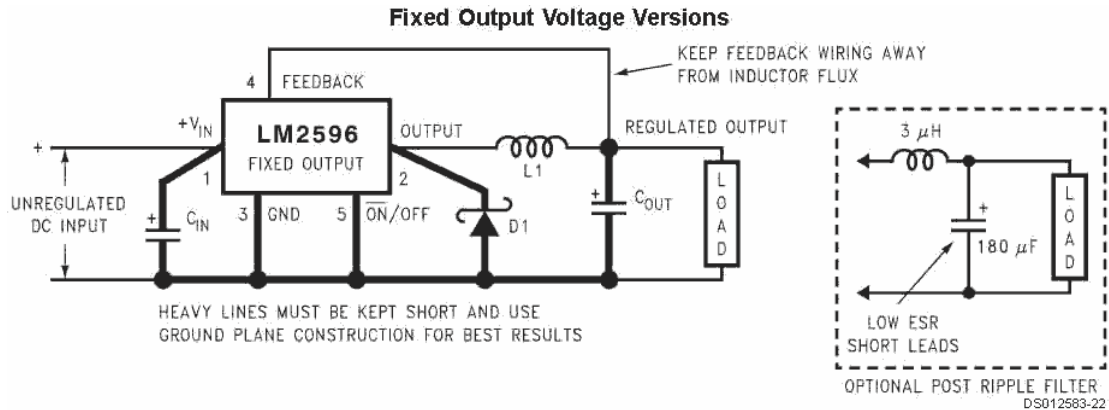 Fixed Output Voltage Versions
KEEP FEEDBACK WIRING AWAY
FROM INDUCTOR FLUX
4 FEEDBACK
+VIN
LM2596
FIXED OUTPUT
OUTPUT
REGULATED OUTPUT
3 µH
+
1
2
L1
UNREGULATED
DC INPUT
+
CIN
3 GND
5 ON/OFF
D1
+
COUT
LOAD
+
180 µF
LOAD
HEAVY LINES MUST BE KEPT SHORT AND USE
GROUND PLANE CONSTRUCTION FOR BEST RESULTS
LOW ESR
SHORT LEADS
OPTIONAL POST RIPPLE FILTER
DS012583-22